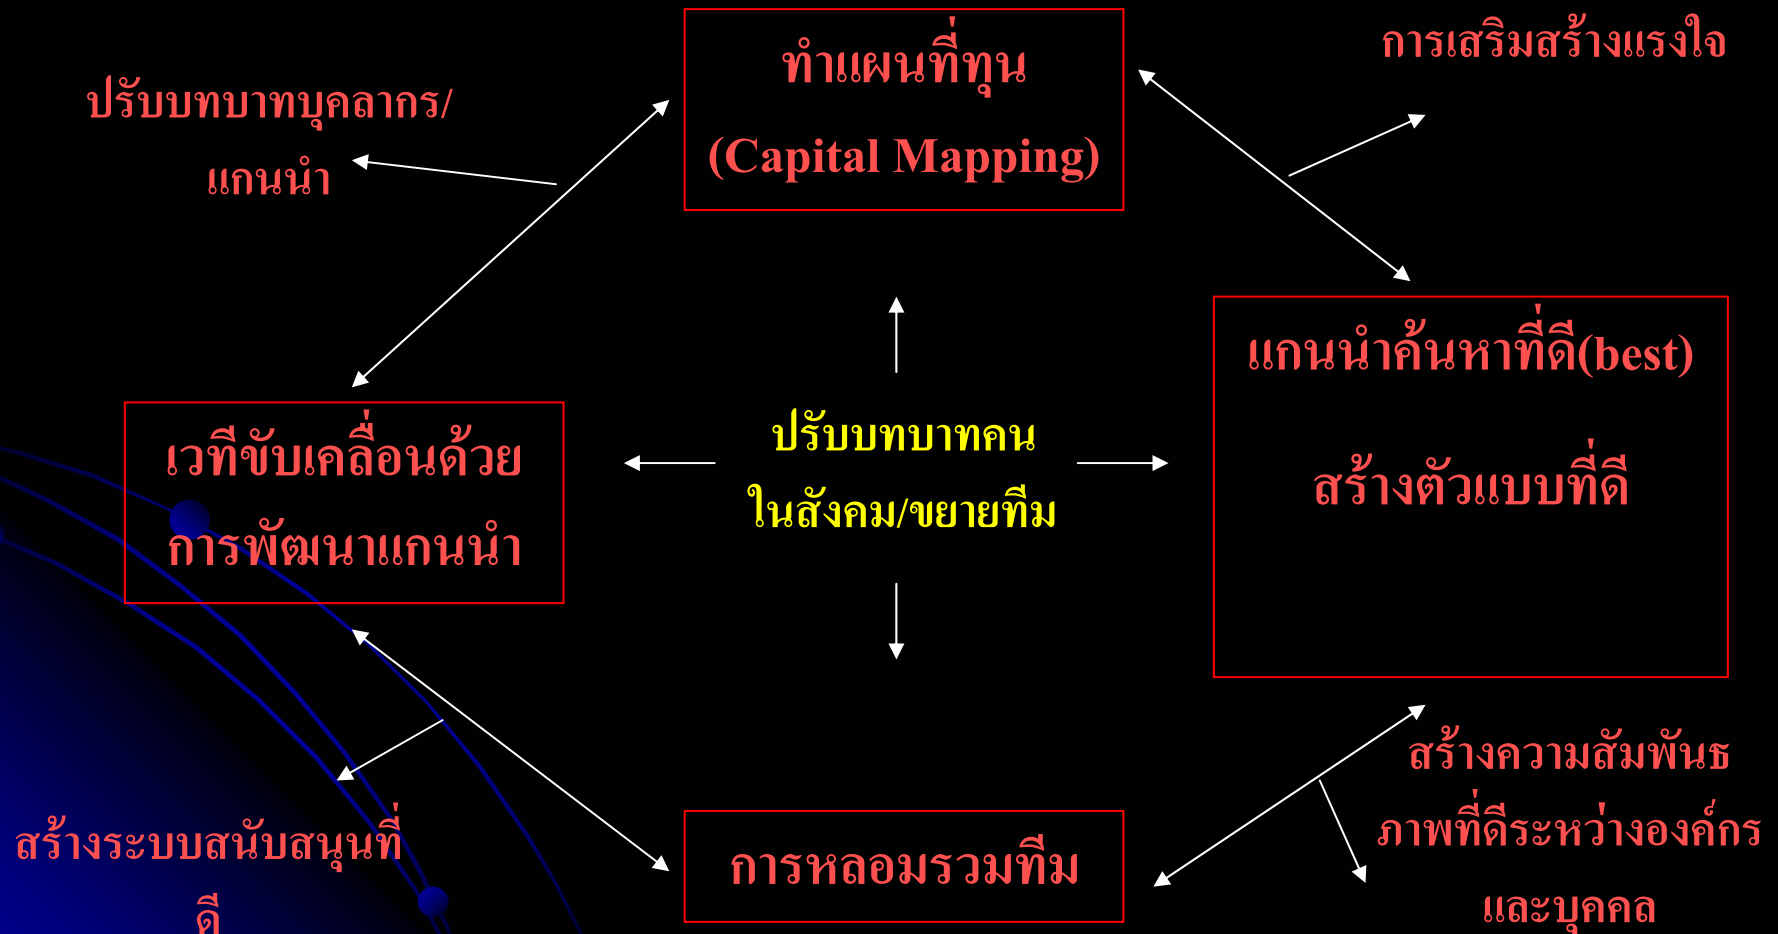 ทำแผนที่ทุน
(Capital Mapping)
การเสริมสร้างแรงใจ
ปรับบทบาทบุคลากร/
แกนนำ
แกนนำค้นหาที่ดี(best)
สร้างตัวแบบที่ดี
เวทีขับเคลื่อนด้วย
การพัฒนาแกนนำ
ปรับบทบาทคน
ในสังคม/ขยายทีม
สร้างความสัมพันธ
ภาพที่ดีระหว่างองค์กร
และบุคคล
สร้างระบบสนับสนุนที่
ดี
การหลอมรวมทีม